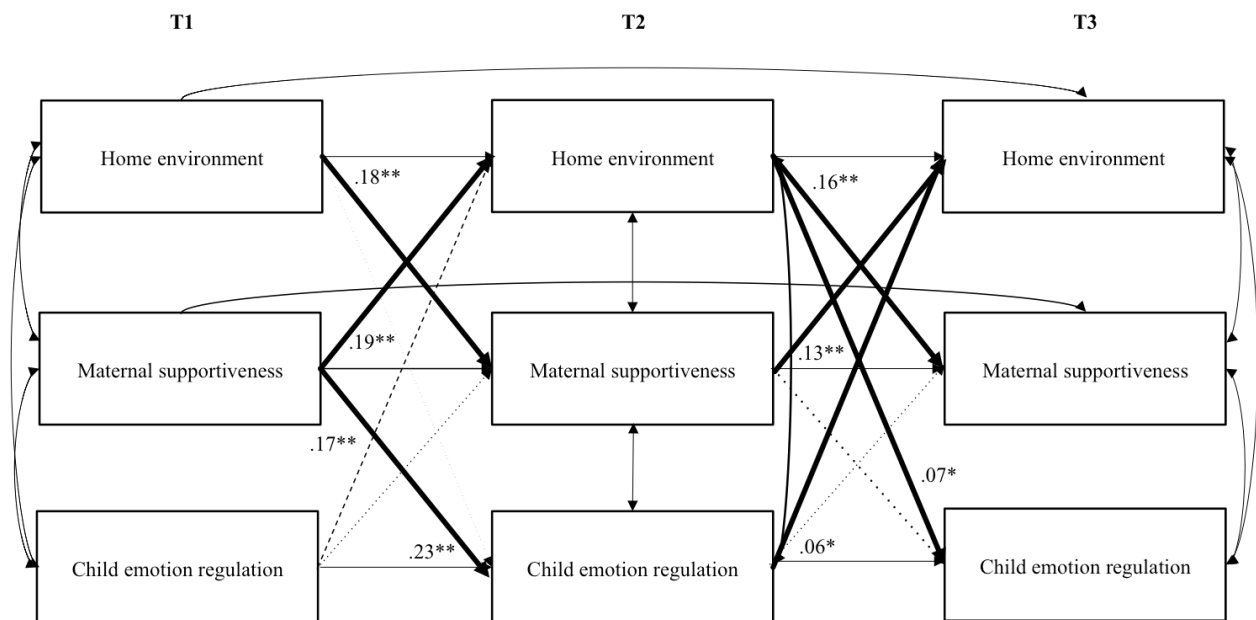 T1 T2 T3
Home environment Home environment Home environment
.18** .16**
.19** .13**
Maternal supportiveness Maternal supportiveness Maternal supportiveness
.17** .07*
.23** .06*
Child emotion regulation Child emotion regulation Child emotion regulation